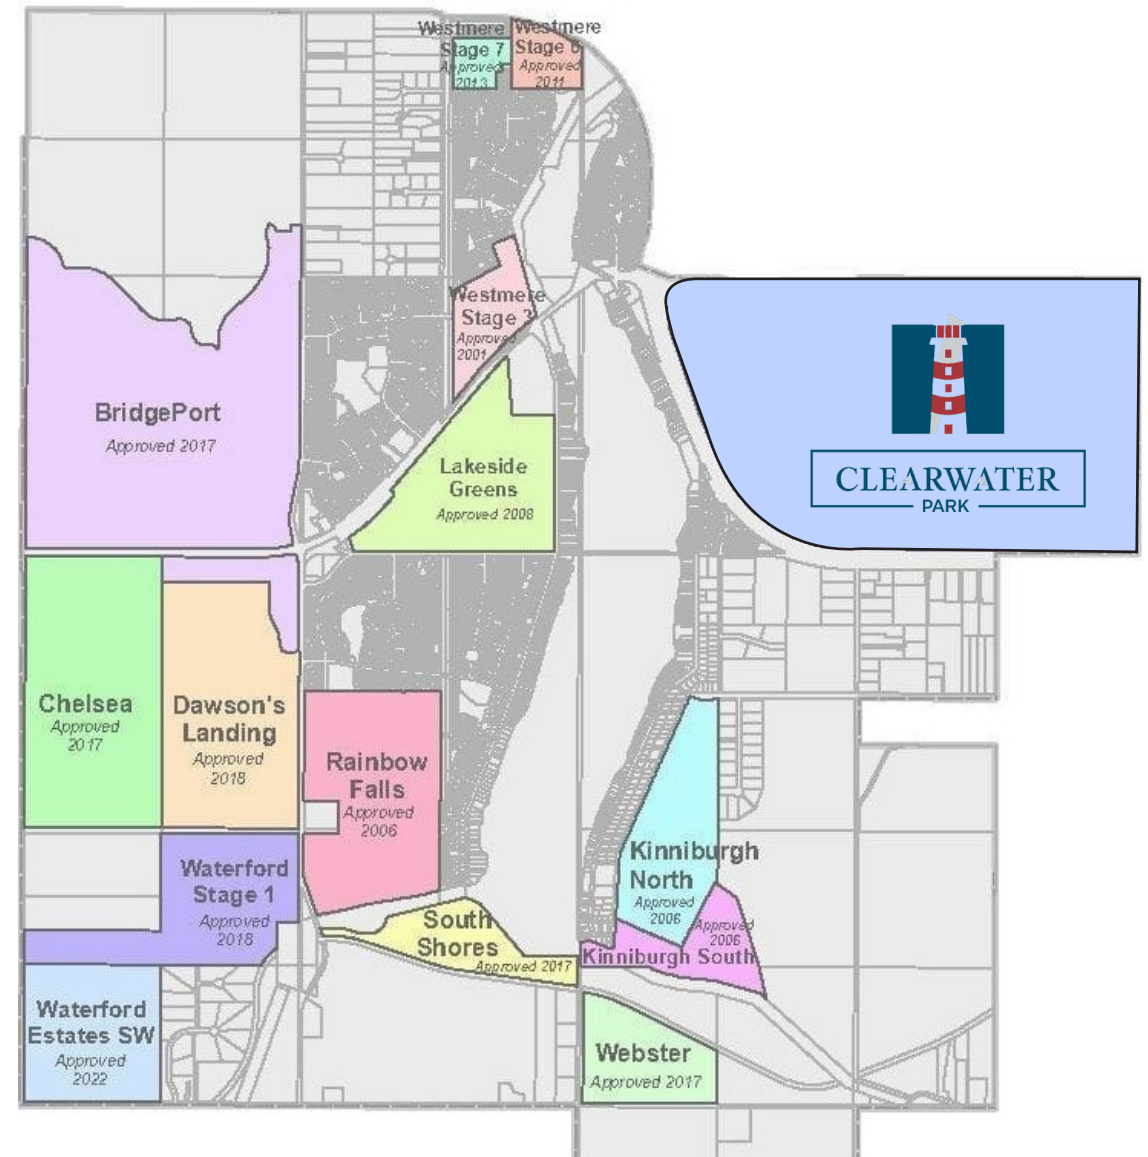 Westmere
Stage 7
Approved
2013
Westmere
Stage 6
Approved
2011
Westmere
Stage 3
Approved
2001
BridgePort
Approved 2017
Lakeside
Greens
Approved 2008
CLEARWATER
PARK
Chelsea
Approved
2017
Dawson's
Landing
Approved
2018
Rainbow
Falls
Approved
2006
Kinniburgh
North
Approved
2006
Waterford
Stage 1
Approved
2018
South
Shores
Approved 2017
Approved
2006
Kinniburgh South
Waterford
Estates SW
Approved
2022
Webster
Approved 2017